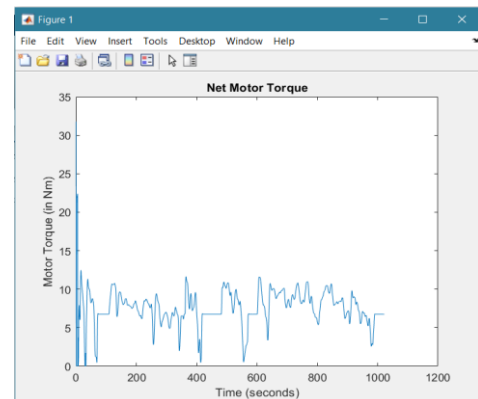 Figure 1
File Edit View Insert Tools Desktop Window Help
Net Motor Torque
35
30
25
20
15
10
5
0
Motor Torque (in Nm)
0 200 400 600 800 1000 1200
Time (seconds)